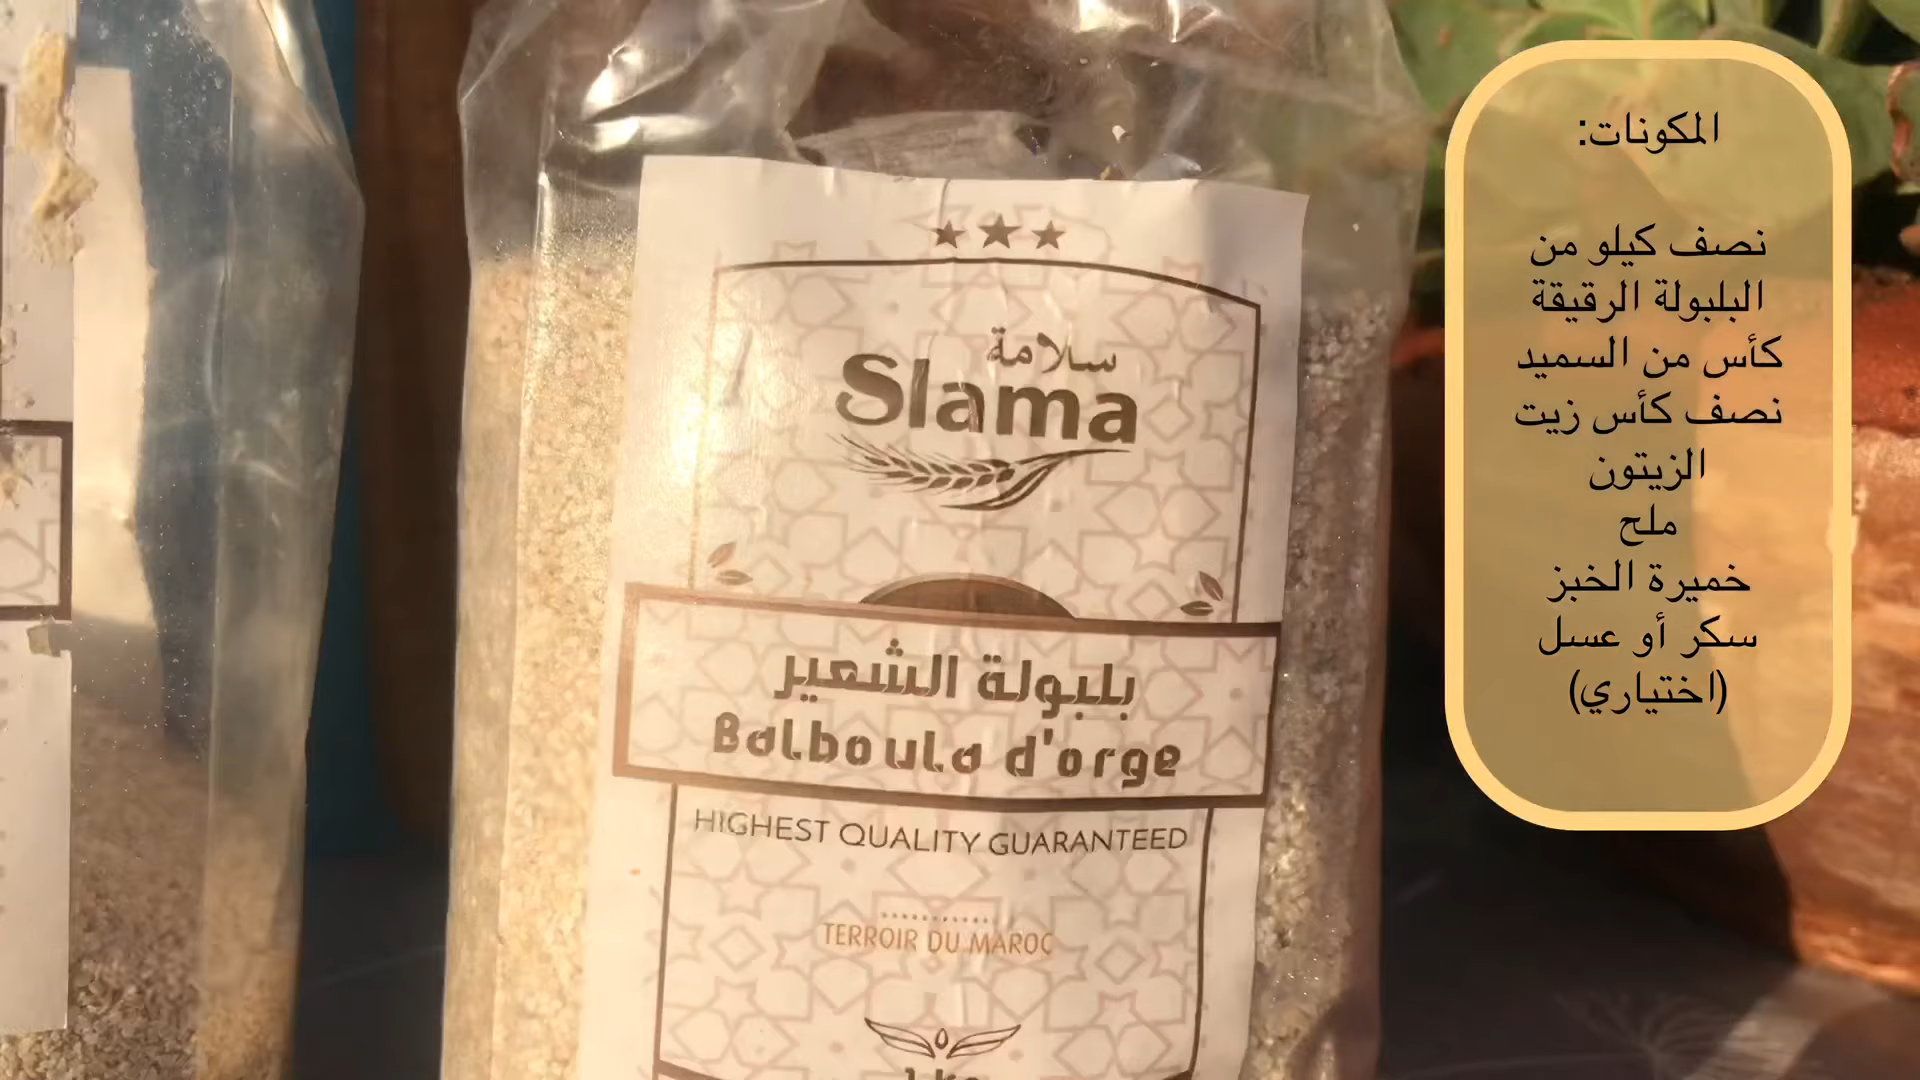 سلامة
Slama
بلبولة الشعير
Balboula d'orge
HIGHEST QUALITY GUARANTEED
TERROIR DU MAROC
المكونات:
نصف كيلو من
البلبولة الرقيقة
كأس من السميد
نصف كأس زيت
الزيتون
ملح
خميرة الخبز
سكر أو عسل
(اختياري)